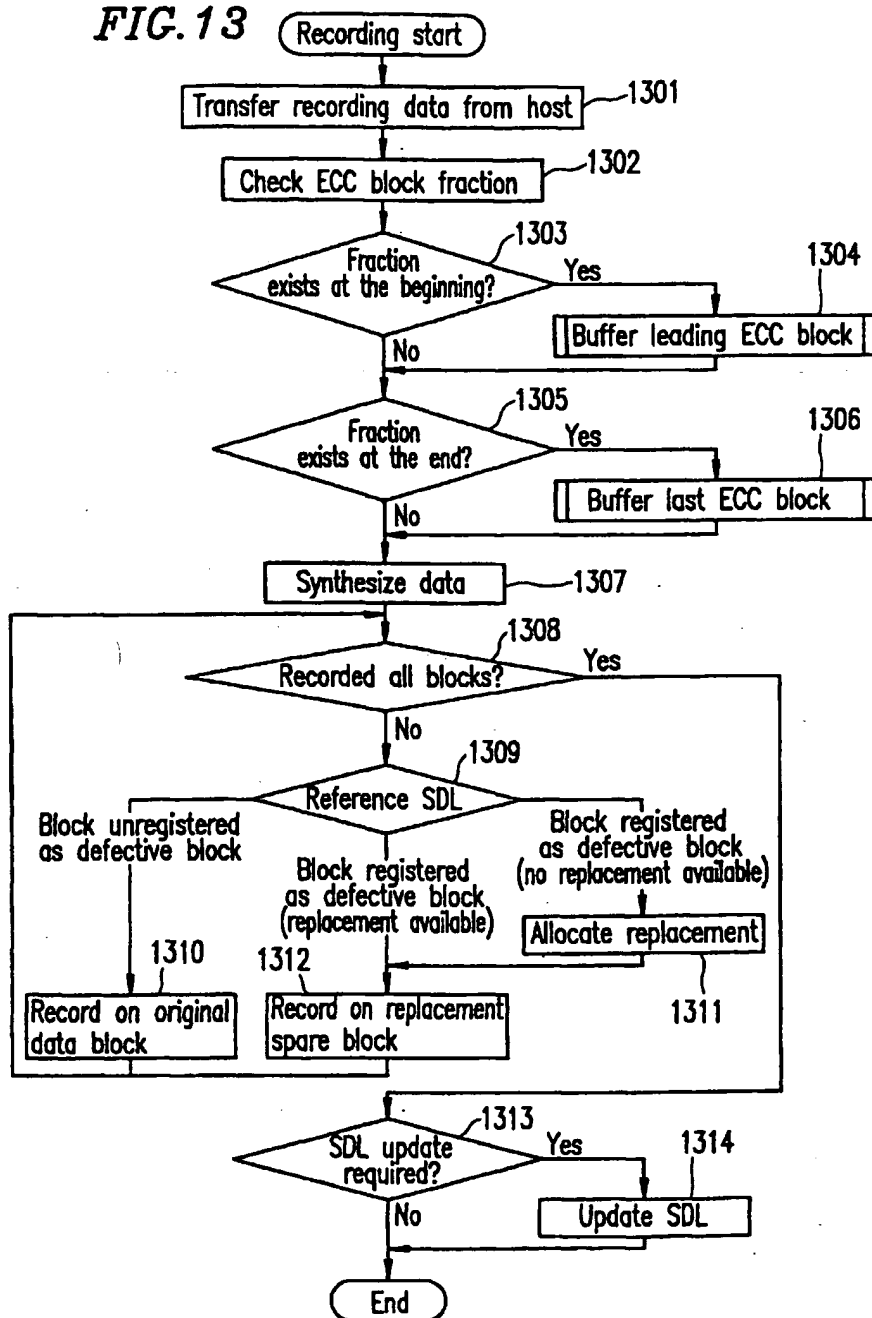 FIG.13
Recording start
Transfer recording data from host
1301
Check ECC block fraction
1302
Fraction
exists at the beginning?
1303
Yes
1304
Buffer leading ECC block
No
Fraction
exists at the end?
1305
Yes
1306
Buffer last ECC block
No
Synthesize data
1307
Recorded all blocks?
1308
Yes
No
Reference SDL
1309
Block unregistered
as defective block
Block registered
as defective block
(replacement available)
Block registered
as defective block
(no replacement available)
Allocate replacement
1311
1310
Record on original
data block
1312
Record on replacement
spare block
SDL update
required?
1313
Yes
1314
Update SDL
No
End